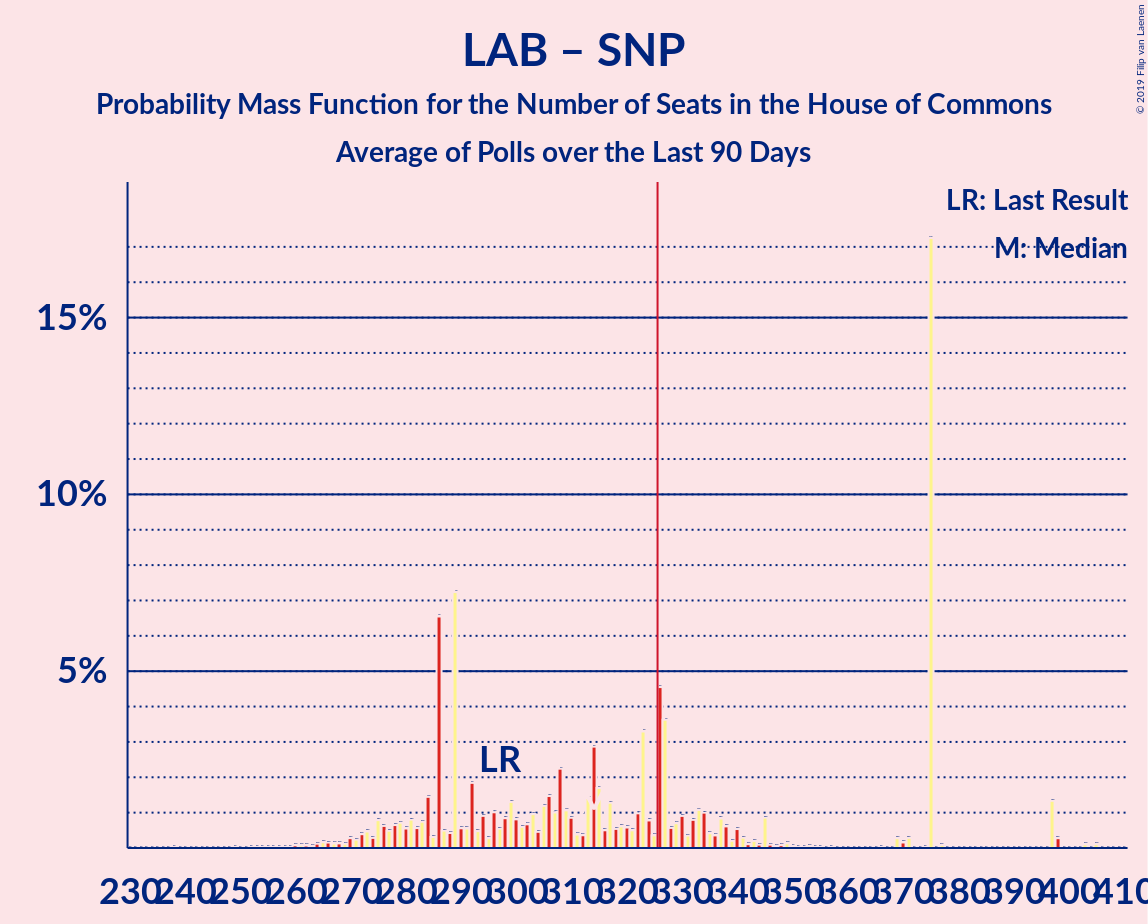 LAB – SNP
Probability Mass Function for the Number of Seats in the House of Commons
Average of Polls over the Last 90 Days
© 2019 Filip van Laenen
LR: Last Result
M: Median
15%
10%
5%
LR
230 240 250 260 270 280 290 300 310 320 330 340 350 360 370 380 390 400 410